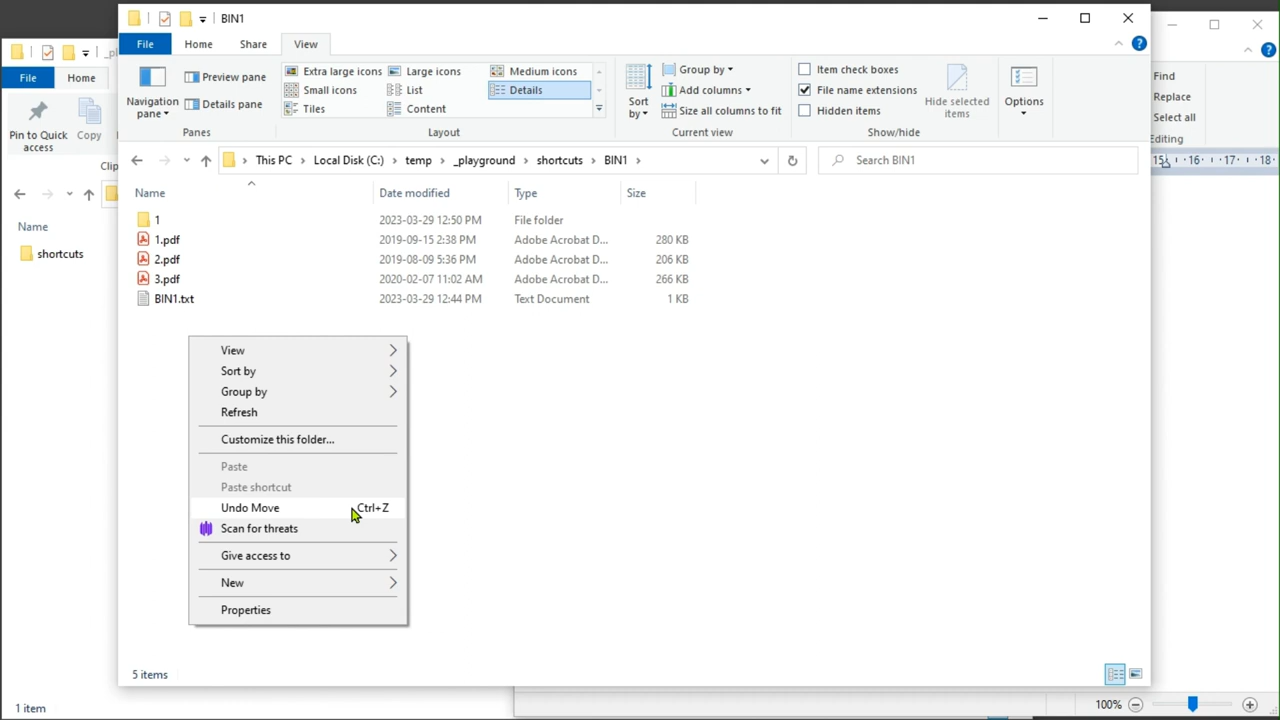 BIN1
File Home Share View
Navigation pane
Preview pane
Details pane
Panes
Extra large icons Large icons Medium icons
Small icons List Details
Tiles Content
Layout
Sort by
Group by
Add columns
Size all columns to fit
Current view
Item check boxes
File name extensions
Hidden items
Hide selected items
Show/hide
Options
This PC Local Disk (C:) temp _playground shortcuts BIN1
Search BIN1
Name Date modified Type Size
1 2023-03-29 12:50 PM File folder
1.pdf 2019-09-15 2:38 PM Adobe Acrobat D... 280 KB
2.pdf 2019-08-09 5:36 PM Adobe Acrobat D... 206 KB
3.pdf 2020-02-07 11:02 AM Adobe Acrobat D... 266 KB
BIN1.txt 2023-03-29 12:44 PM Text Document 1 KB
View
Sort by
Group by
Refresh
Customize this folder...
Paste
Paste shortcut
Undo Move Ctrl+Z
Scan for threats
Give access to
New
Properties
5 items
File Home
Pin to Quick access
Copy
Name
shortcuts
1 item
Find
Replace
Select all
Editing
16 17 18
100%